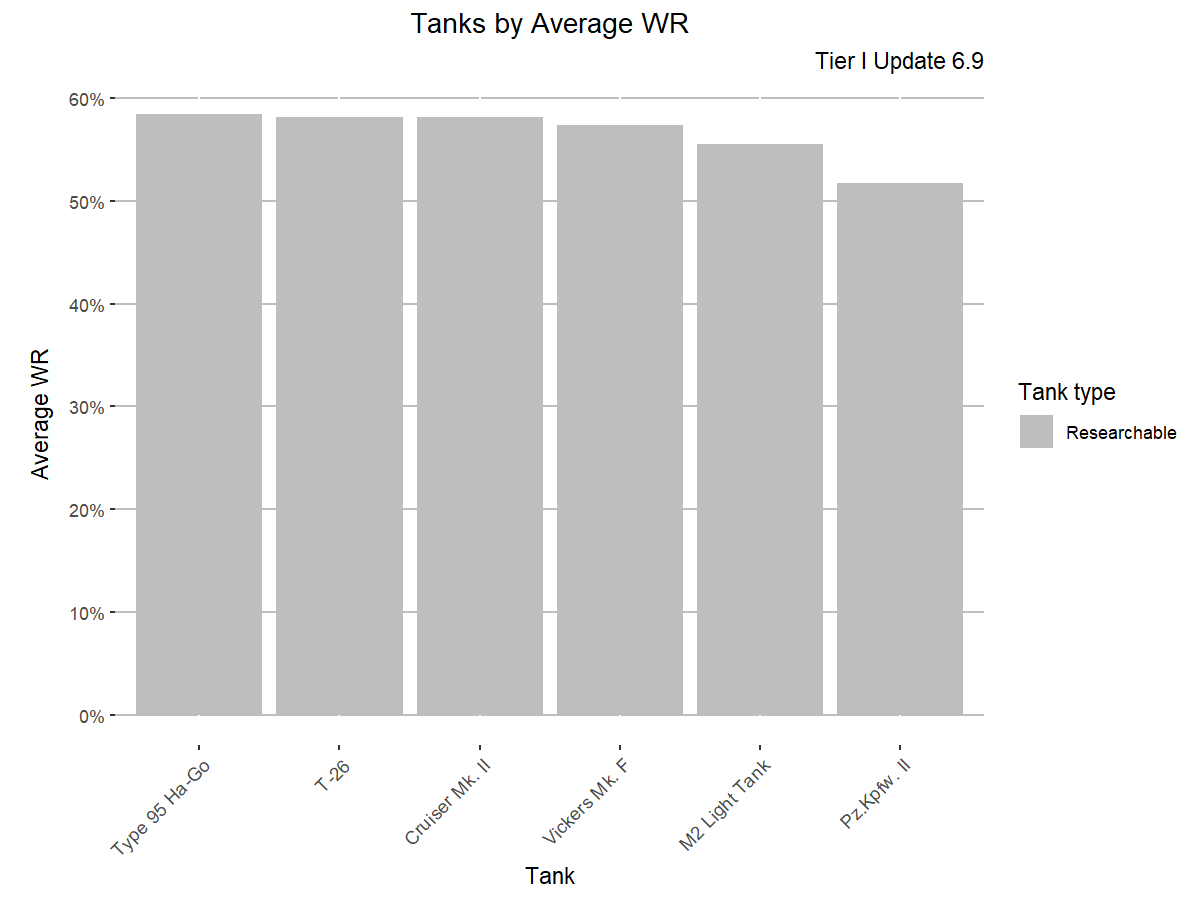 Tanks by Average WR
Tier I Update 6.9
60%
50%
40%
30%
20%
10%
0%
Average WR
Type 95 Ha-Go
T-26
Cruiser Mk. II
Vickers Mk. F
M2 Light Tank
Pz.Kpfw. II
Tank
Tank type
Researchable